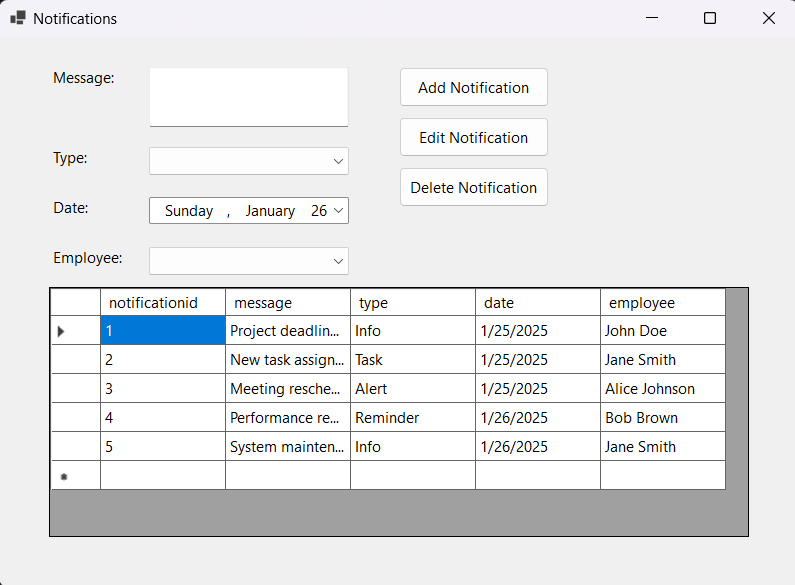 Notifications
Message:
Add Notification
Edit Notification
Type:
Delete Notification
Date:
Sunday , January 26
Employee:
notificationid message type date employee
1 Project deadlin... Info 1/25/2025 John Doe
2 New task assign... Task 1/25/2025 Jane Smith
3 Meeting resche... Alert 1/25/2025 Alice Johnson
4 Performance re... Reminder 1/26/2025 Bob Brown
5 System mainten... Info 1/26/2025 Jane Smith